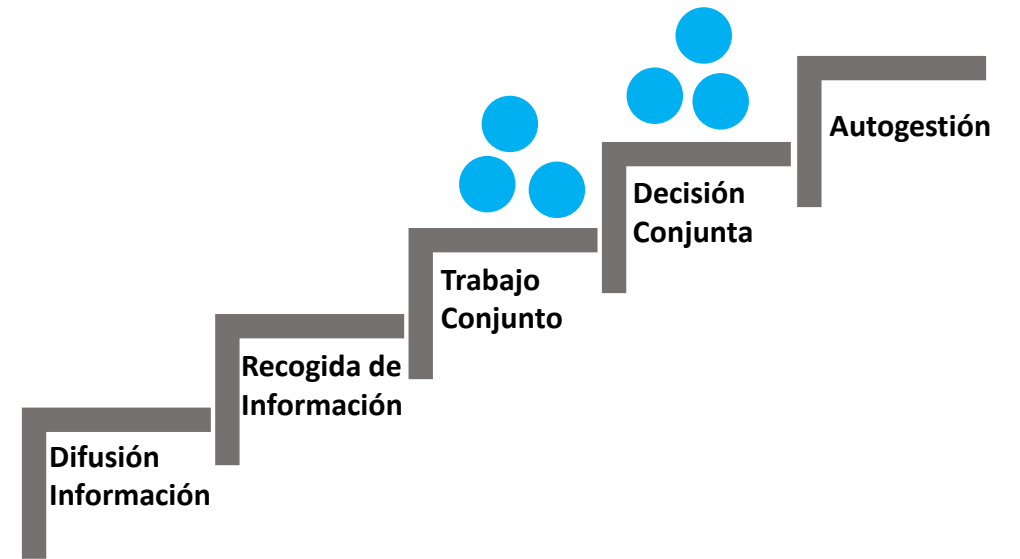 Difusión
Información
Recogida de
Información
Trabajo
Conjunto
Decisión
Conjunta
Autogestión